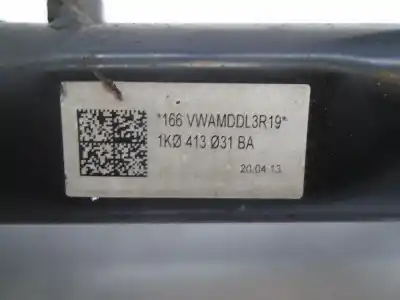 *166 VWAMDDL3R19*
1KØ 413 Ø31 BA
20.04.13